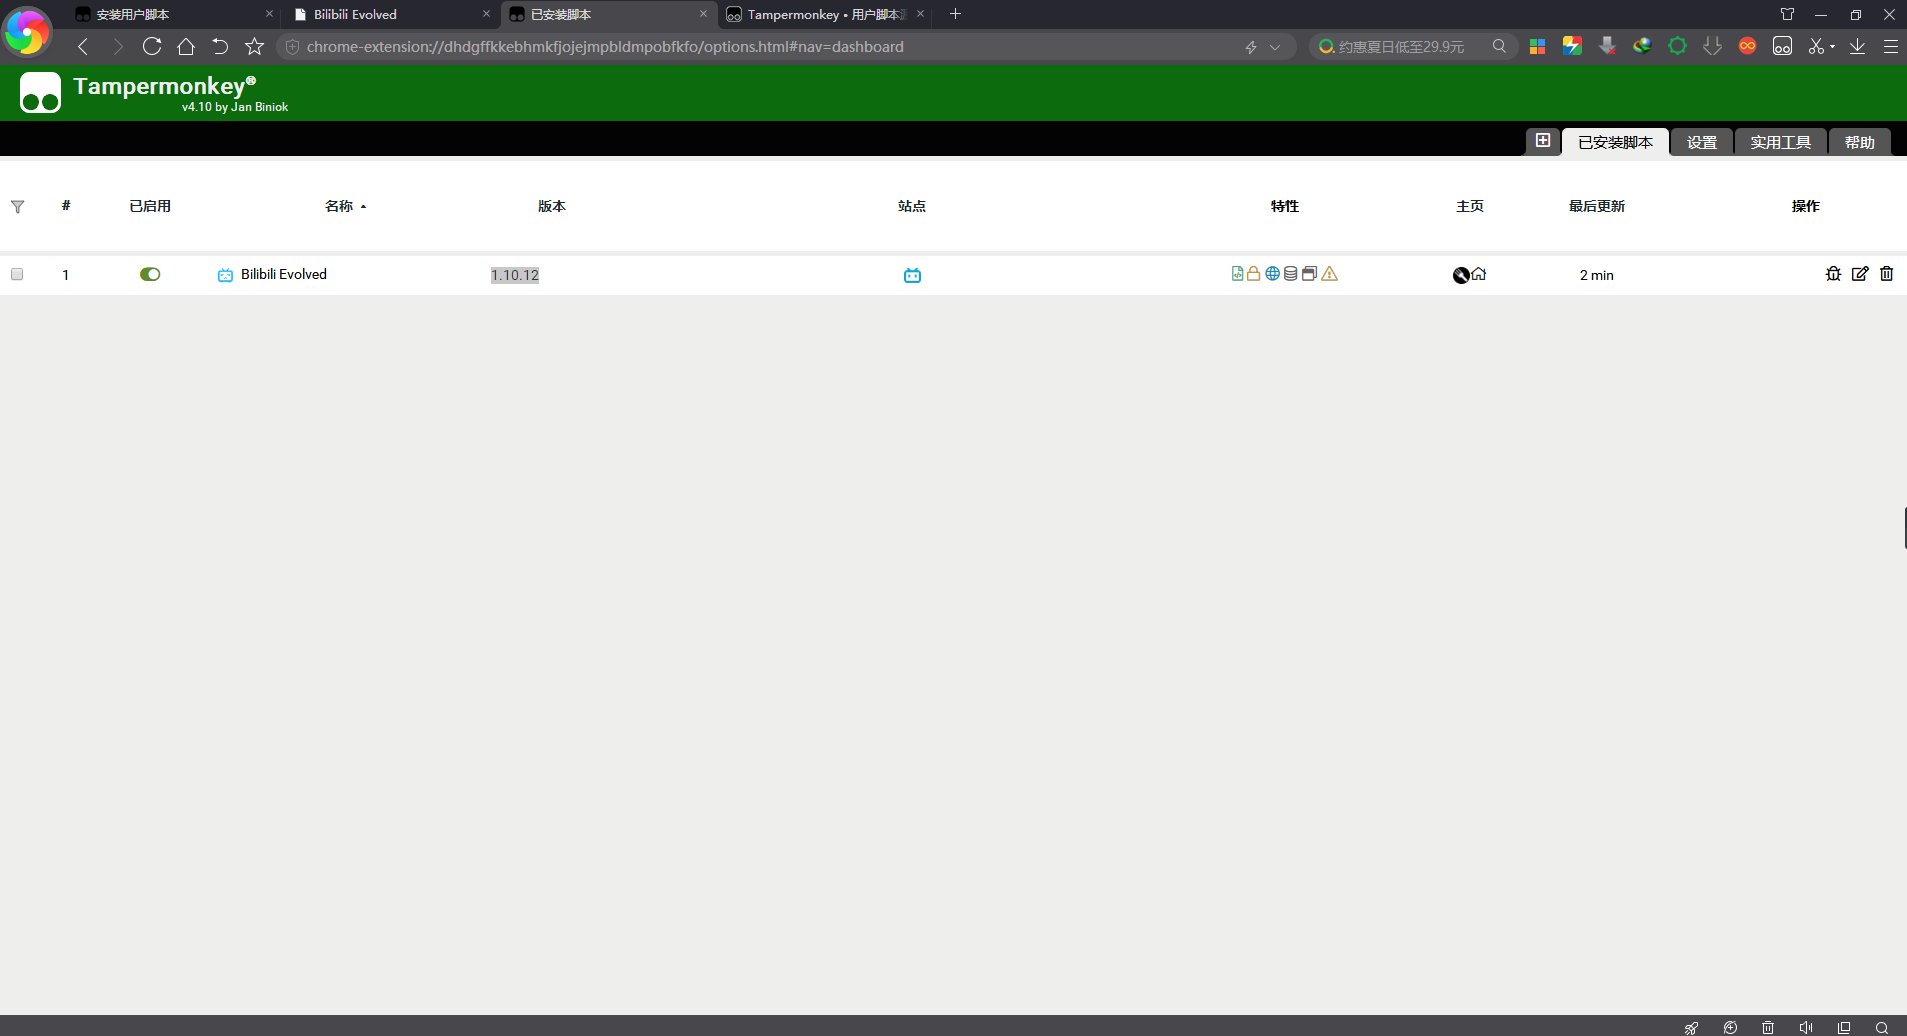 安装用户脚本
Bilibili Evolved
已安装脚本
Tampermonkey • 用户脚本
chrome-extension://dhdgffkkebhmkfjojejmpbldmpobfkfo/options.html#nav=dashboard
约惠夏日低至29.9元
Tampermonkey®
v4.10 by Jan Biniok
已安装脚本
设置
实用工具
帮助
#
已启用
名称
版本
站点
特性
主页
最后更新
操作
1
Bilibili Evolved
1.10.12
2 min